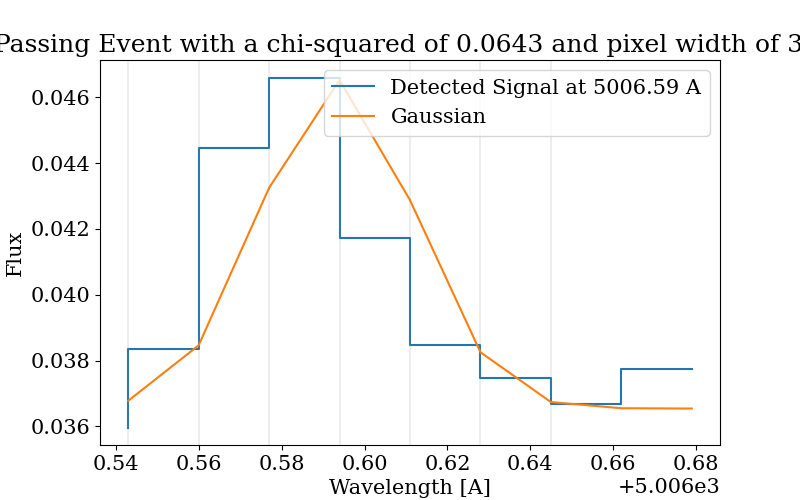 Passing Event with a chi-squared of 0.0643 and pixel width of 3
Detected Signal at 5006.59 A
Gaussian
Flux
0.046
0.044
0.042
0.040
0.038
0.036
0.54 0.56 0.58 0.60 0.62 0.64 0.66 0.68
+5.006e3
Wavelength [A]